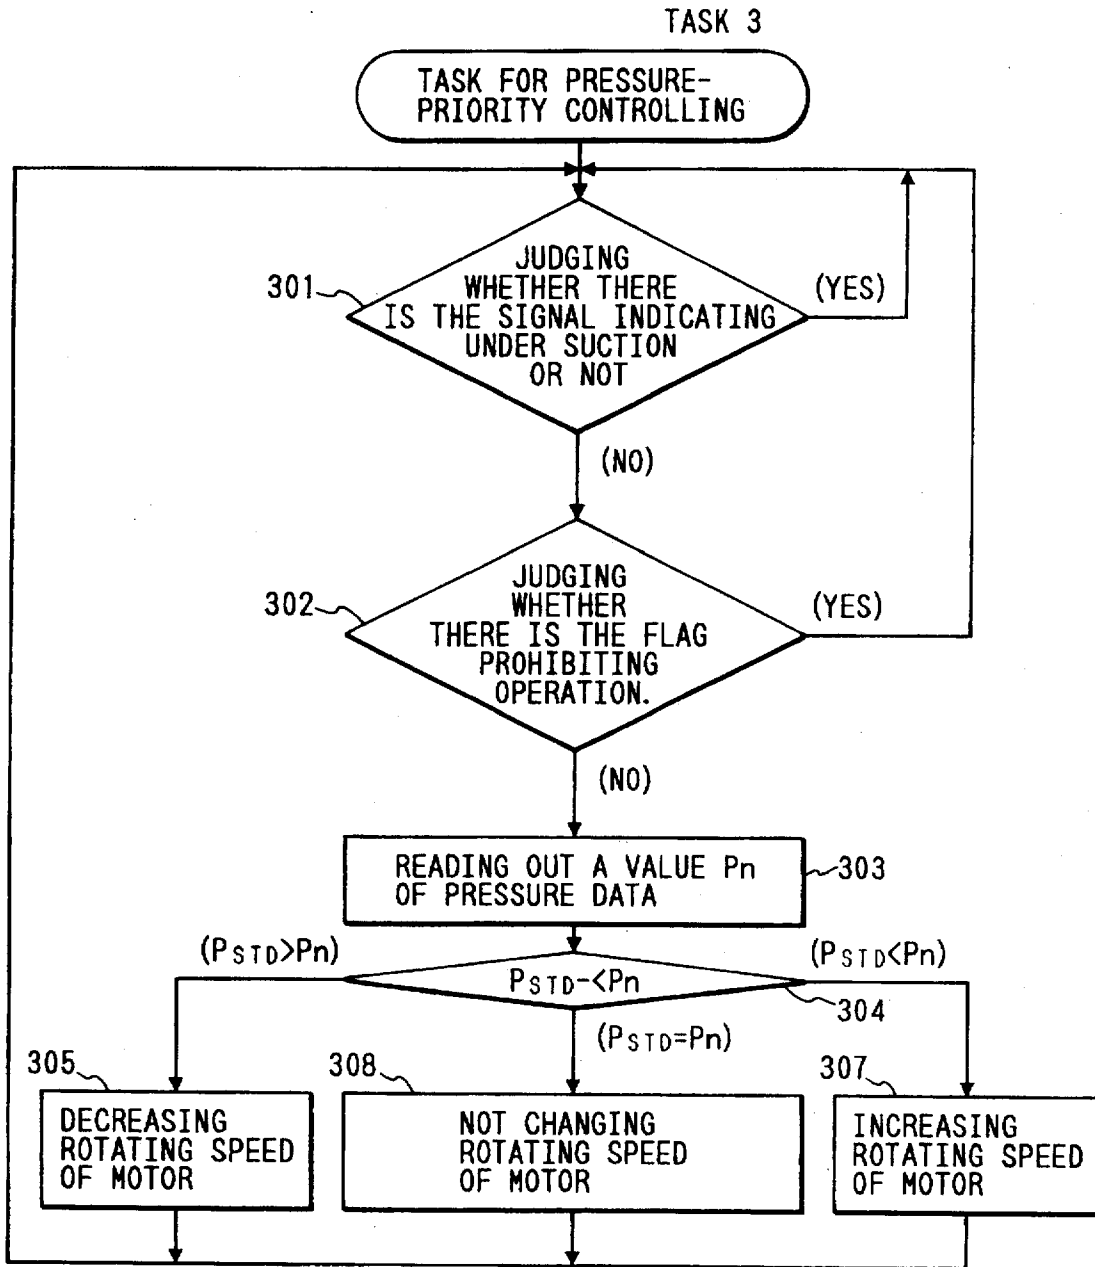 TASK 3
TASK FOR PRESSURE-
PRIORITY CONTROLLING
301
JUDGING
WHETHER THERE
IS THE SIGNAL INDICATING
UNDER SUCTION
OR NOT
(YES)
(NO)
302
JUDGING
WHETHER
THERE IS THE FLAG
PROHIBITING
OPERATION.
(YES)
(NO)
READING OUT A VALUE Pn
OF PRESSURE DATA
303
(PSTD>Pn)
PSTD-<Pn
(PSTD<Pn)
304
(PSTD=Pn)
305
DECREASING
ROTATING SPEED
OF MOTOR
308
NOT CHANGING
ROTATING SPEED
OF MOTOR
307
INCREASING
ROTATING SPEED
OF MOTOR